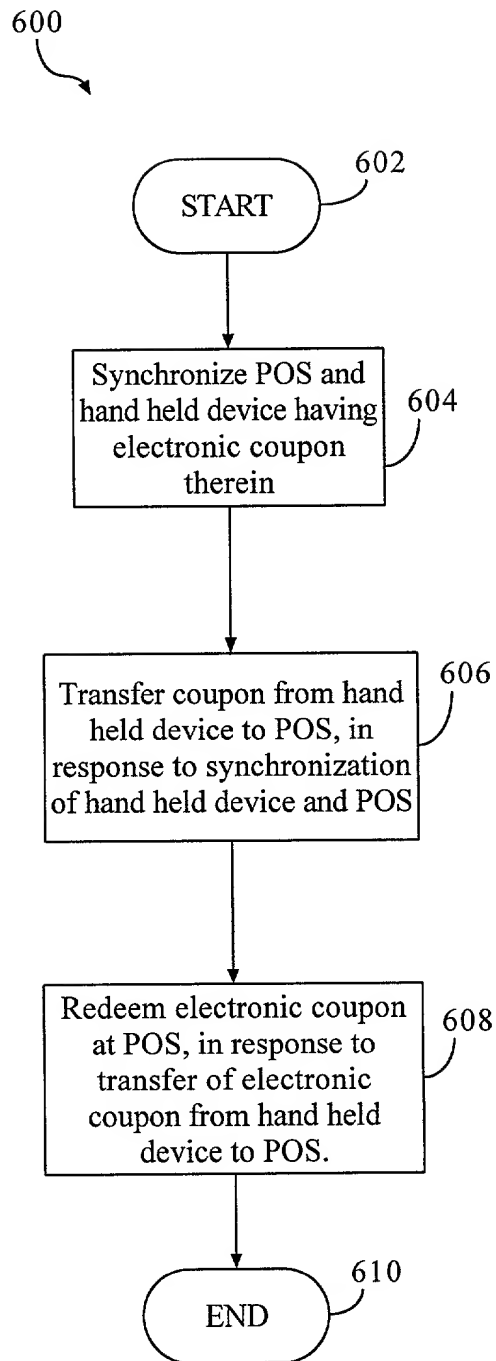 600
602
START
Synchronize POS and
hand held device having
electronic coupon
therein
604
606
Transfer coupon from hand
held device to POS, in
response to synchronization
of hand held device and POS
Redeem electronic coupon
at POS, in response to
transfer of electronic
coupon from hand held
device to POS.
608
610
END